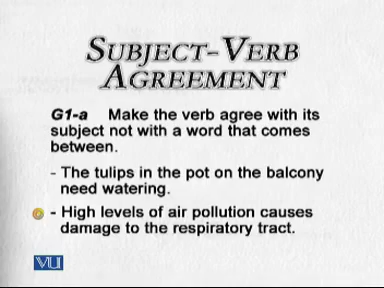 SUBJECT-VERB
AGREEMENT
G1-a Make the verb agree with its
subject not with a word that comes
between.
- The tulips in the pot on the balcony
need watering.
- High levels of air pollution causes
damage to the respiratory tract.
VU